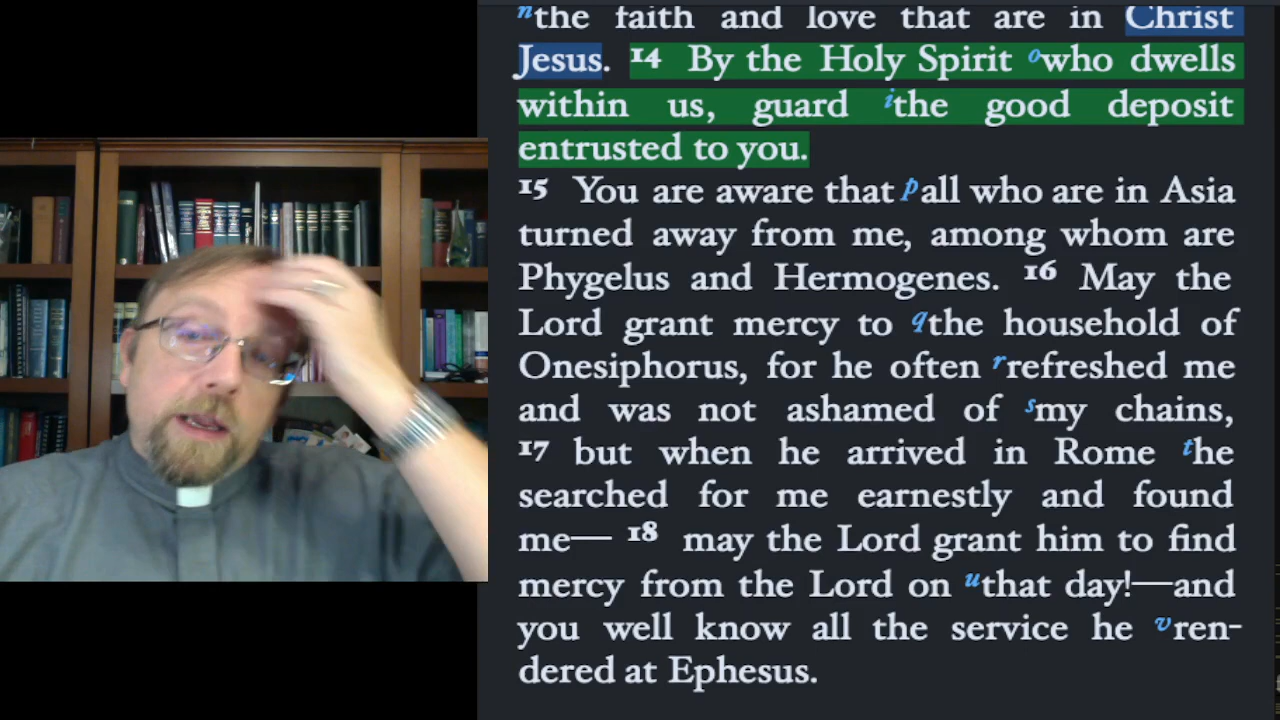 nthe faith and love that are in Christ
Jesus. 14 By the Holy Spirit owho dwells
within us, guard ithe good deposit
entrusted to you.
15 You are aware that pall who are in Asia
turned away from me, among whom are
Phygelus and Hermogenes. 16 May the
Lord grant mercy to qthe household of
Onesiphorus, for he often rrefreshed me
and was not ashamed of smy chains,
17 but when he arrived in Rome the
searched for me earnestly and found
me— 18 may the Lord grant him to find
mercy from the Lord on uthat day!—and
you well know all the service he vren-
dered at Ephesus.